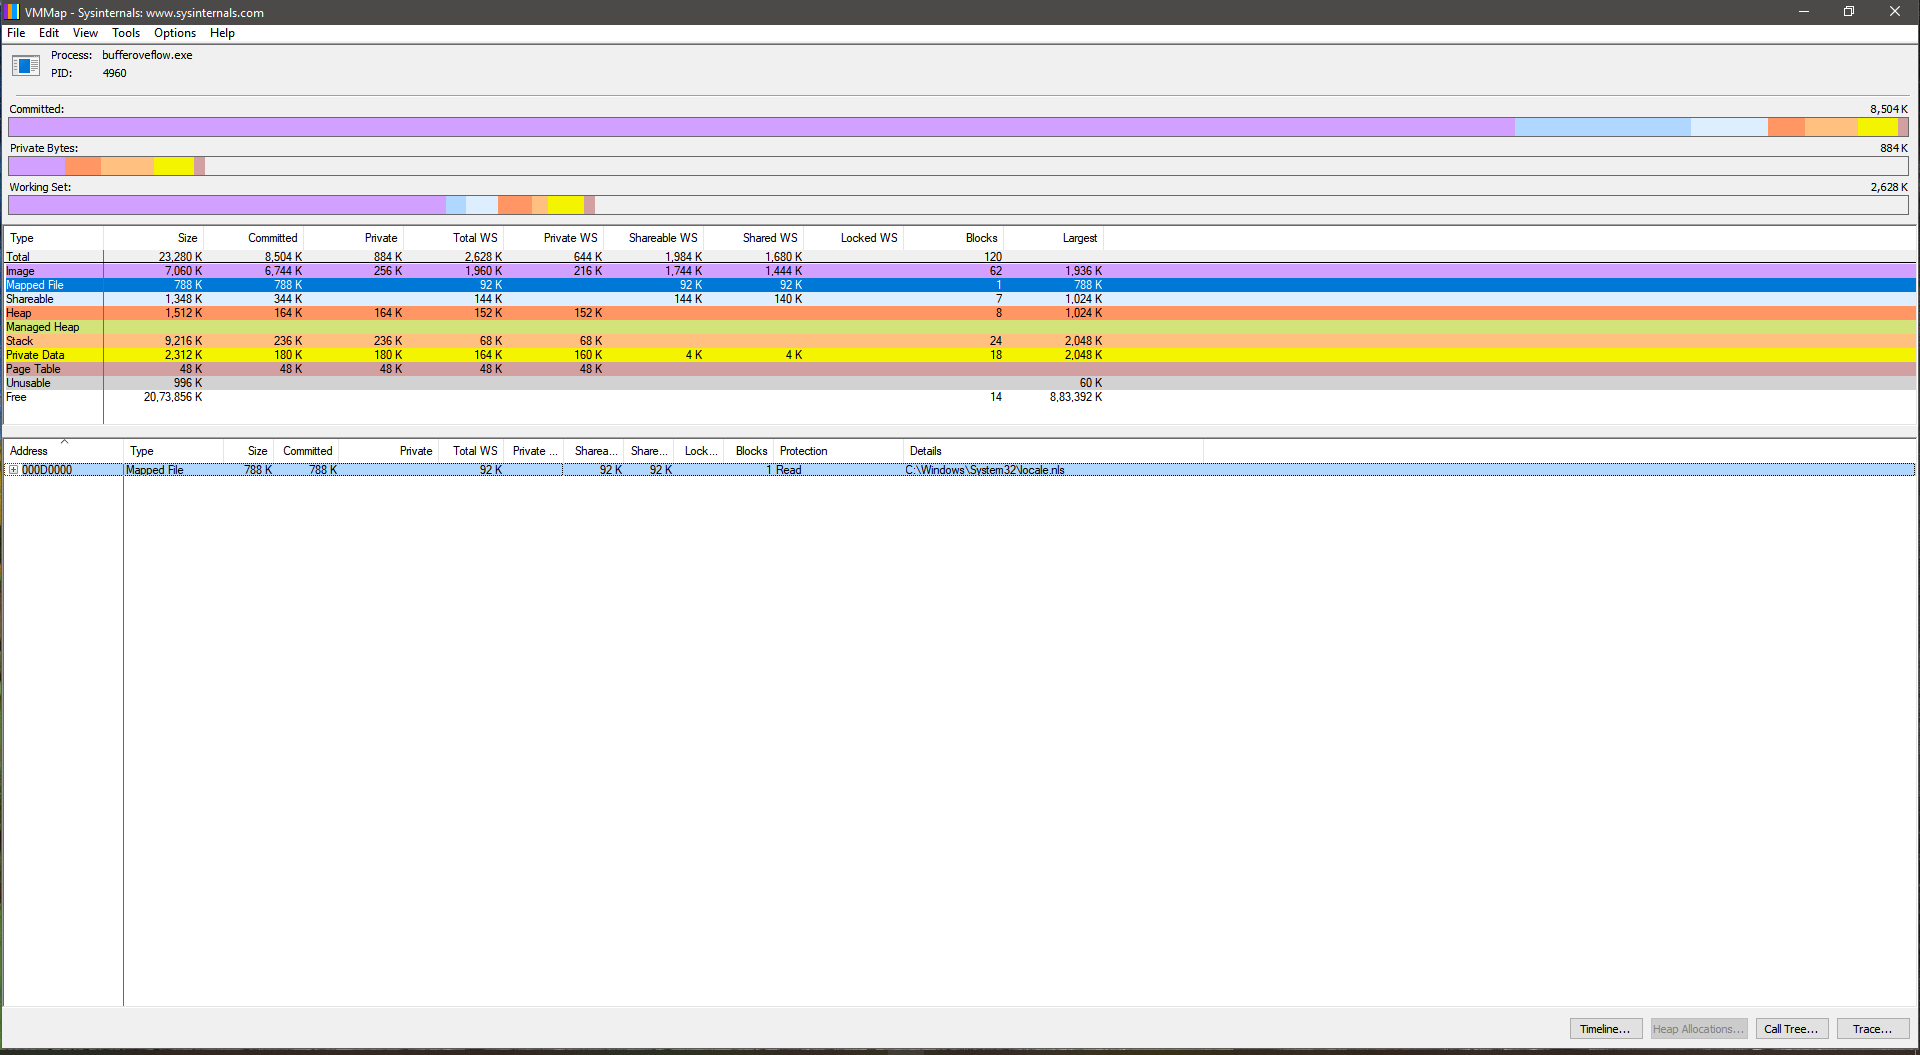 VMMap - Sysinternals: www.sysinternals.com
File Edit View Tools Options Help
Process: bufferoveflow.exe
PID: 4960
Committed: 8,504 K
Private Bytes: 884 K
Working Set: 2,628 K
Type Size Committed Private Total WS Private WS Shareable WS Shared WS Locked WS Blocks Largest
Total 23,280 K 8,504 K 884 K 2,628 K 644 K 1,984 K 1,680 K 120
Image 7,060 K 6,744 K 256 K 1,960 K 216 K 1,744 K 1,444 K 62 1,936 K
Mapped File 788 K 788 K 92 K 92 K 92 K 1 788 K
Shareable 1,348 K 344 K 144 K 144 K 140 K 7 1,024 K
Heap 1,512 K 164 K 164 K 152 K 152 K 8 1,024 K
Managed Heap
Stack 9,216 K 236 K 236 K 68 K 68 K 24 2,048 K
Private Data 2,312 K 180 K 180 K 164 K 160 K 4 K 4 K 18 2,048 K
Page Table 48 K 48 K 48 K 48 K 48 K
Unusable 996 K 60 K
Free 20,73,856 K 14 8,83,392 K
Address Type Size Committed Private Total WS Private ... Sharea... Share... Lock... Blocks Protection Details
000D0000 Mapped File 788 K 788 K 92 K 92 K 92 K 1 Read C:\Windows\System32\locale.nls
Timeline... Heap Allocations... Call Tree... Trace...